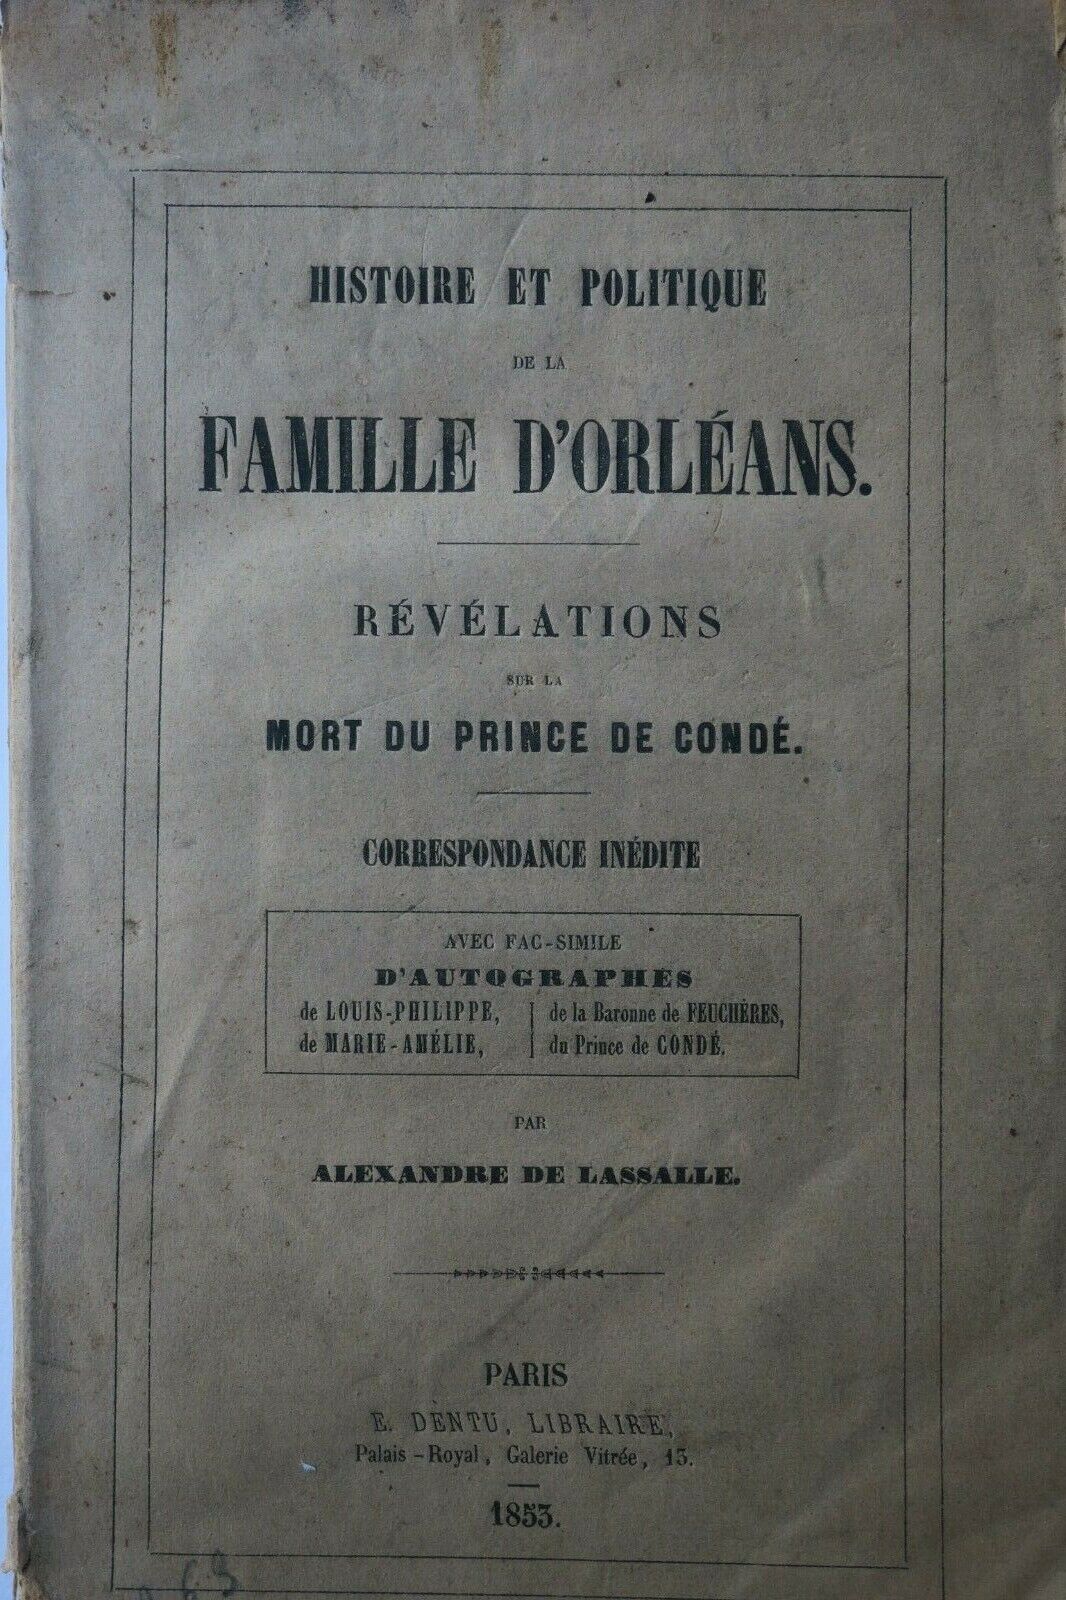 HISTOIRE ET POLITIQUE
DE LA
FAMILLE D'ORLÉANS.
RÉVÉLATIONS
SUR LA
MORT DU PRINCE DE CONDÉ.
CORRESPONDANCE INÉDITE
AVEC FAC-SIMILE
D'AUTOGRAPHES
de LOUIS-PHILIPPE,
de MARIE-AMÉLIE,
de la Baronne de FEUCHÈRES,
du Prince de CONDÉ.
PAR
ALEXANDRE DE LASSALLE.
PARIS
E. DENTU, LIBRAIRE,
Palais-Royal, Galerie Vitrée, 13.
1853.